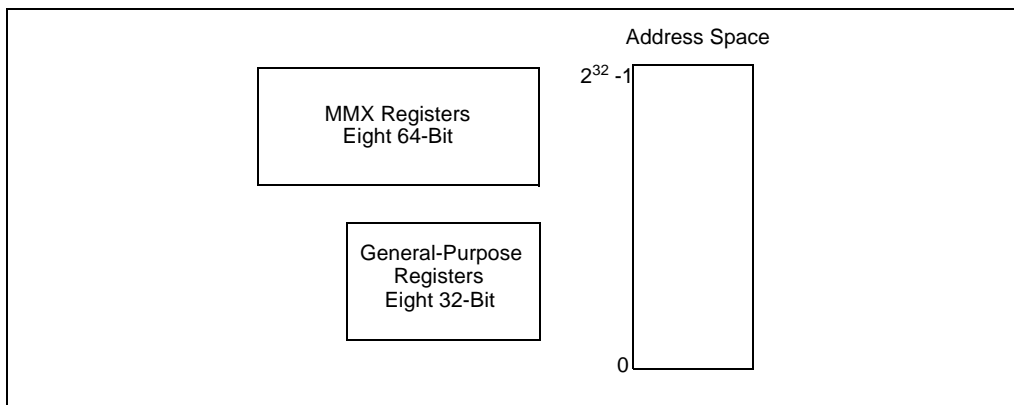 Address Space
2³² -1
MMX Registers
Eight 64-Bit
General-Purpose
Registers
Eight 32-Bit
0